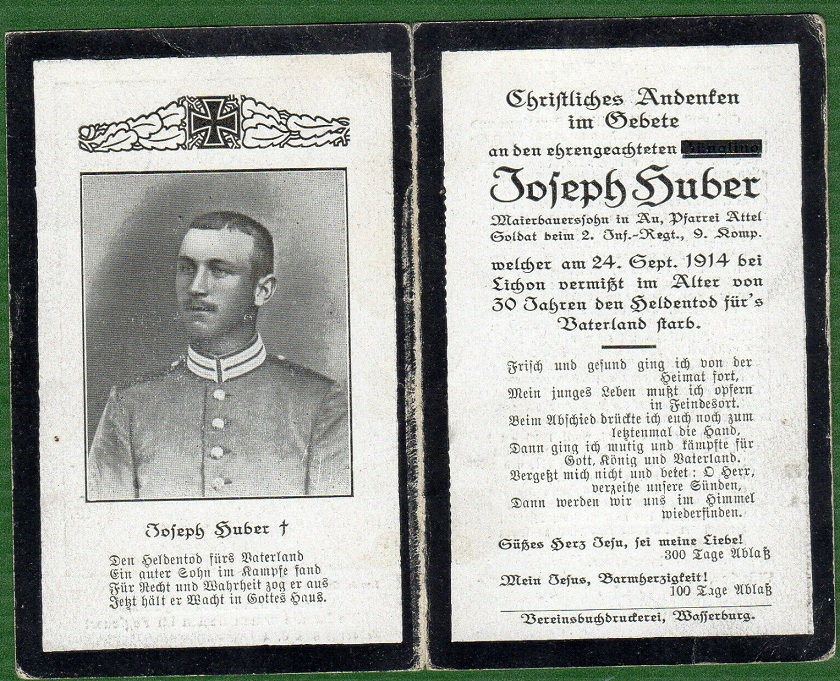 Joseph Huber †
Den Heldentod fürs Vaterland
Ein guter Sohn im Kampfe fand
Für Recht und Wahrheit zog er aus
Jetzt hält er Wacht in Gottes Haus.
Christliches Andenken
im Gebete
an den ehrengeachteten
Joseph Huber
Maierbauerssohn in Au, Pfarrei Attel
Soldat beim 2. Inf.-Regt., 9. Komp.
welcher am 24. Sept. 1914 bei
Lichon vermißt im Alter von
30 Jahren den Heldentod für's
Vaterland starb.
Frisch und gesund ging ich von der
Heimat fort,
Mein junges Leben mußt ich opfern
in Feindesort.
Beim Abschied drückte ich euch noch zum
letztenmal die Hand,
Dann ging ich mutig und kämpfte für
Gott, König und Vaterland.
Vergeßt mich nicht und betet: O Herr,
verzeihe unsere Sünden,
Dann werden wir uns im Himmel
wiederfinden.
Süßes Herz Jesu, sei meine Liebe!
300 Tage Ablaß
Mein Jesus, Barmherzigkeit!
100 Tage Ablaß
Vereinsbuchdruckerei, Wasserburg.